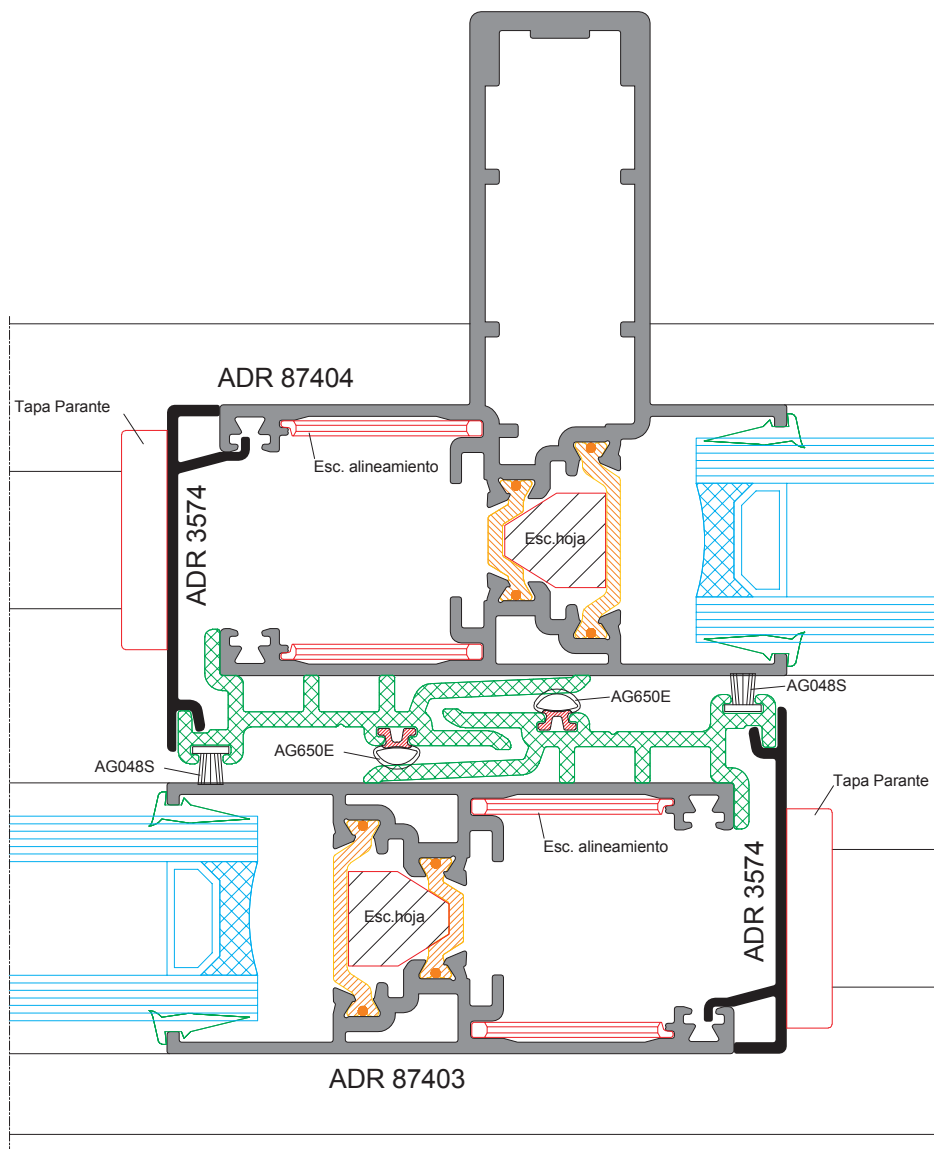 ADR 87404
Tapa Parante
Esc. alineamiento
ADR 3574
Esc.hoja
AG048S
AG650E
AG650E
AG048S
Tapa Parante
Esc. alineamiento
ADR 3574
Esc.hoja
ADR 87403